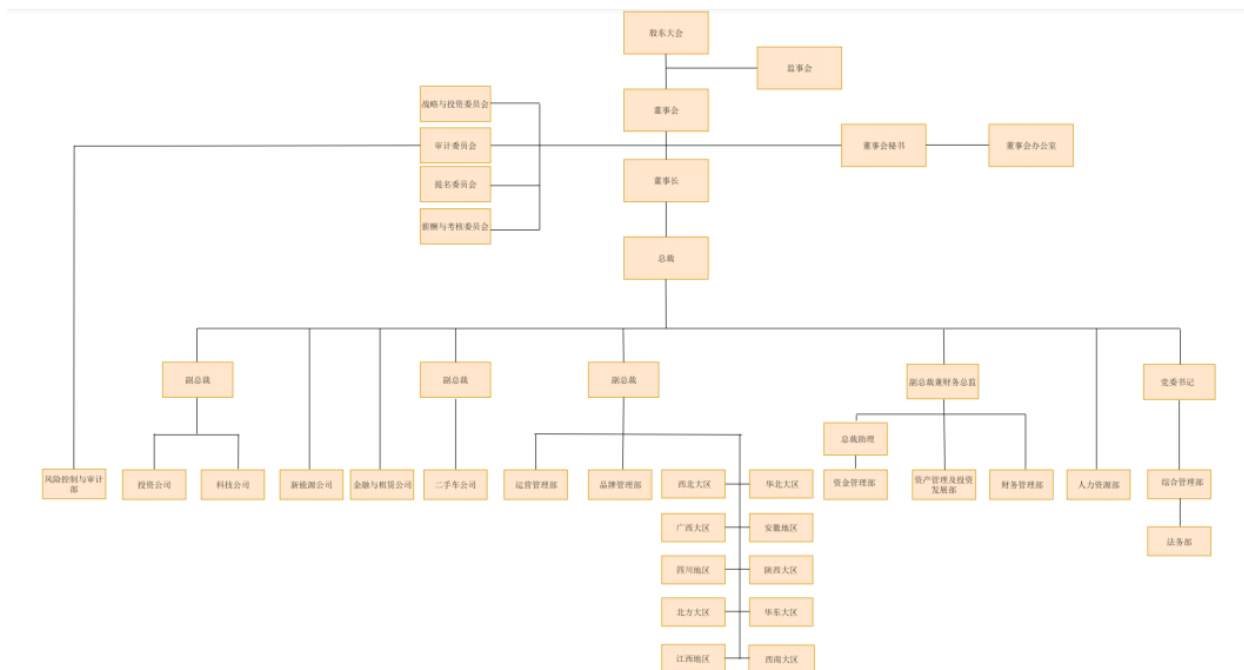 股东大会
监事会
战略与投资委员会
董事会
审计委员会
董事会秘书
董事会办公室
提名委员会
董事长
薪酬与考核委员会
总裁
副总裁
副总裁
副总裁
副总裁兼财务总监
党委书记
总裁助理
风险控制与审计
部
投资公司
科技公司
新能源公司
金融与租赁公司
二手车公司
运营管理部
品牌管理部
西北大区
华北大区
资金管理部
资产管理及投资
发展部
财务管理部
人力资源部
综合管理部
广西大区
安徽地区
法务部
四川地区
陕西大区
北方大区
华东大区
江西地区
西南大区